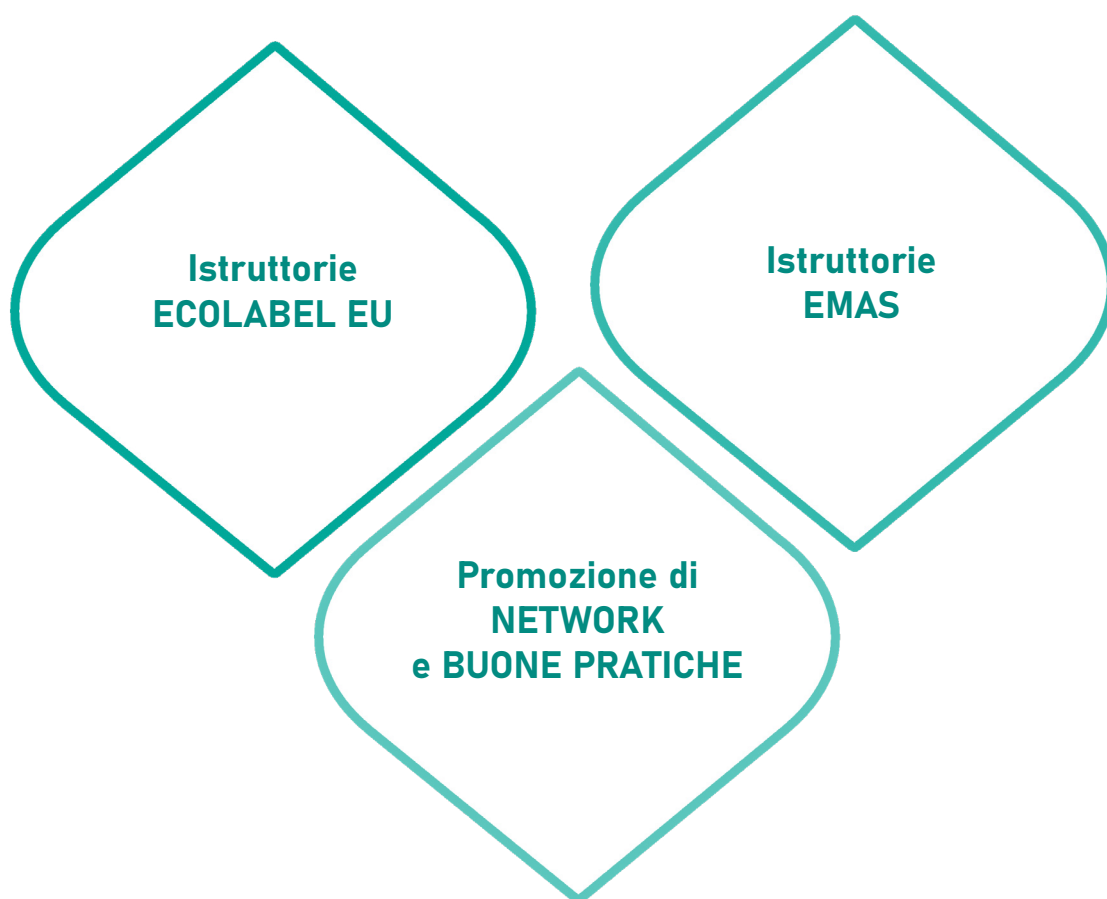 Istruttorie
ECOLABEL EU
Istruttorie
EMAS
Promozione di
NETWORK
e BUONE PRATICHE